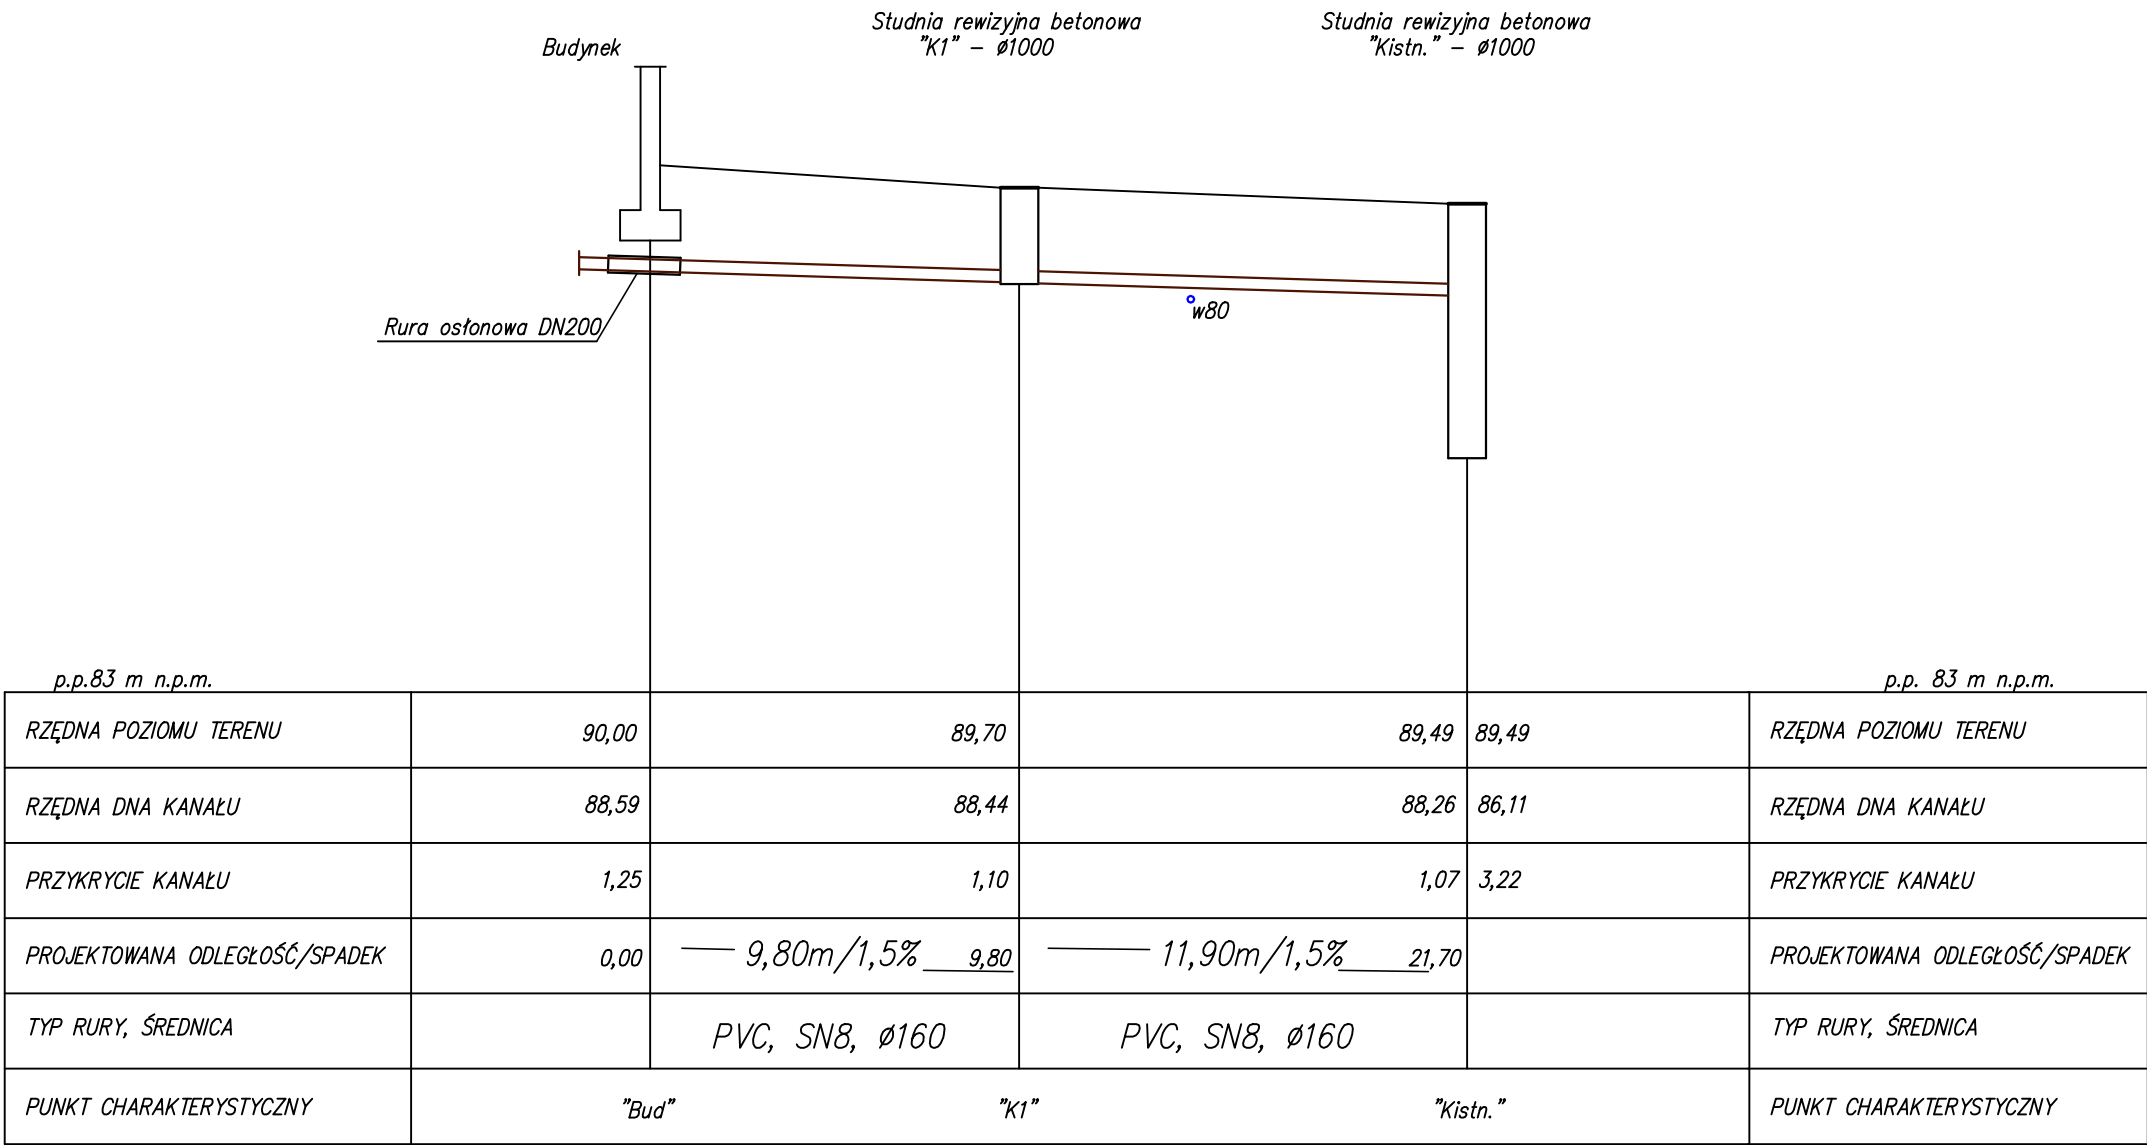 Budynek
Studnia rewizyjna betonowa
"K1" – ø1000
Studnia rewizyjna betonowa
"Kistn." – ø1000
w80
Rura osłonowa DN200
p.p.83 m n.p.m.
p.p. 83 m n.p.m.
RZĘDNA POZIOMU TERENU 90,00 89,70 89,49 89,49 RZĘDNA POZIOMU TERENU
RZĘDNA DNA KANAŁU 88,59 88,44 88,26 86,11 RZĘDNA DNA KANAŁU
PRZYKRYCIE KANAŁU 1,25 1,10 1,07 3,22 PRZYKRYCIE KANAŁU
PROJEKTOWANA ODLEGŁOŚĆ/SPADEK 0,00 9,80m/1,5% 9,80 11,90m/1,5% 21,70 PROJEKTOWANA ODLEGŁOŚĆ/SPADEK
TYP RURY, ŚREDNICA PVC, SN8, ø160 PVC, SN8, ø160 TYP RURY, ŚREDNICA
PUNKT CHARAKTERYSTYCZNY "Bud" "K1" "Kistn." PUNKT CHARAKTERYSTYCZNY